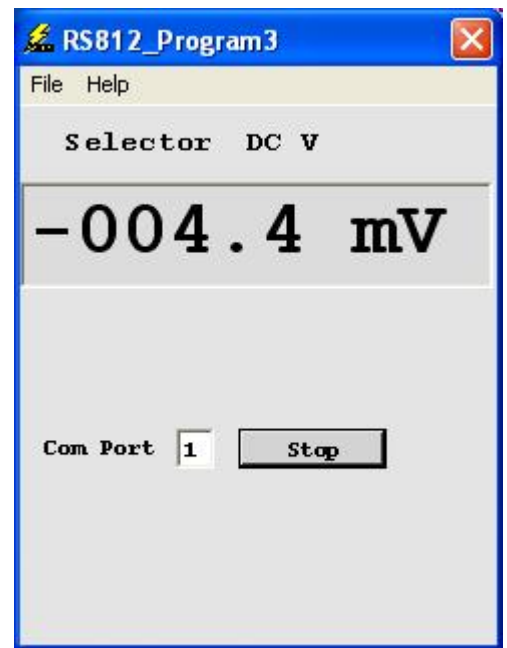 RS812_Program3
File Help
Selector DC V
-004.4 mV
Com Port 1 Stop